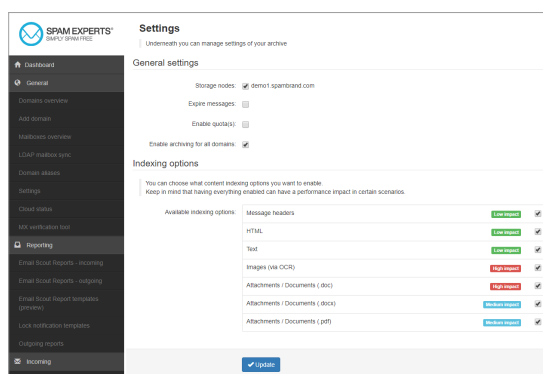 SPAM EXPERTS®
SIMPLY SPAM FREE
Dashboard
General
Domains overview
Add domain
Mailboxes overview
LDAP mailbox sync
Domain aliases
Settings
Cloud status
MX verification tool
Reporting
Email Scout Reports - incoming
Email Scout Reports - outgoing
Email Scout Report templates
(preview)
Lock notification templates
Outgoing reports
Incoming
Settings
Underneath you can manage settings of your archive
General settings
Storage nodes: demo1.spambrand.com
Expire messages:
Enable quota(s):
Enable archiving for all domains:
Indexing options
You can choose what content indexing options you want to enable.
Keep in mind that having everything enabled can have a performance impact in certain scenarios.
Available indexing options: Message headers Low impact
HTML Low impact
Text Low impact
Images (via OCR) High impact
Attachments / Documents (.doc) High impact
Attachments / Documents (.docx) Medium impact
Attachments / Documents (.pdf) Medium impact
Update